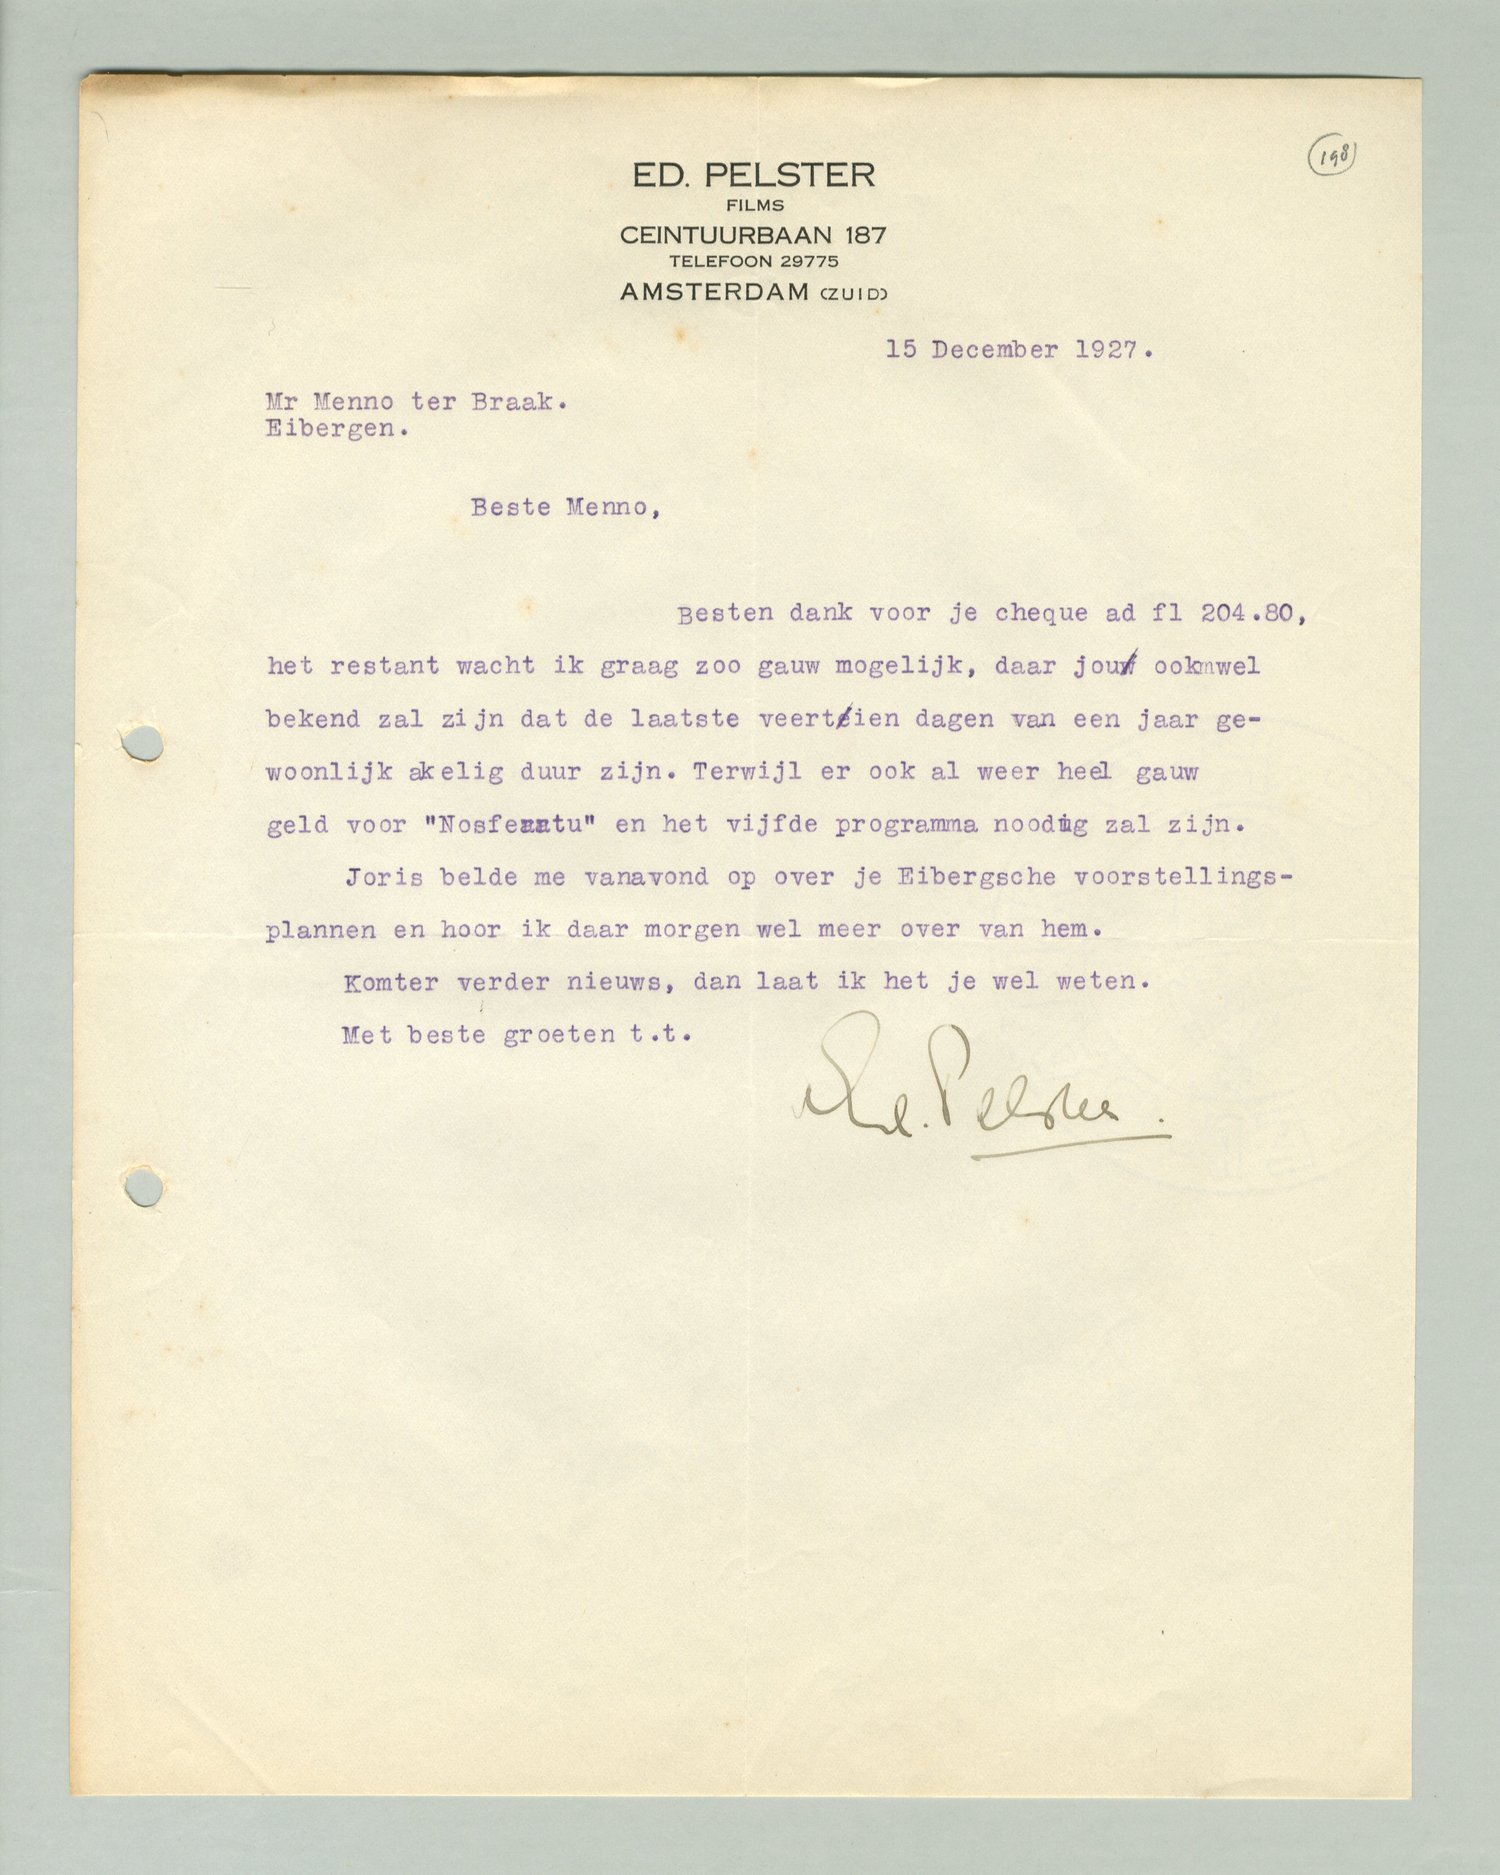 198
ED. PELSTER
FILMS
CEINTUURBAAN 187
TELEFOON 29775
AMSTERDAM (ZUID)
15 December 1927.
Mr Menno ter Braak.
Eibergen.
Beste Menno,
Besten dank voor je cheque ad fl 204.80,
het restant wacht ik graag zoo gauw mogelijk, daar jou ook wel
bekend zal zijn dat de laatste veertien dagen van een jaar ge-
woonlijk akelig duur zijn. Terwijl er ook al weer heel gauw
geld voor "Nosferatu" en het vijfde programma noodig zal zijn.
Joris belde me vanavond op over je Eibergsche voorstellings-
plannen en hoor ik daar morgen wel meer over van hem.
Komter verder nieuws, dan laat ik het je wel weten.
Met beste groeten t.t.
Ed. Pelster.